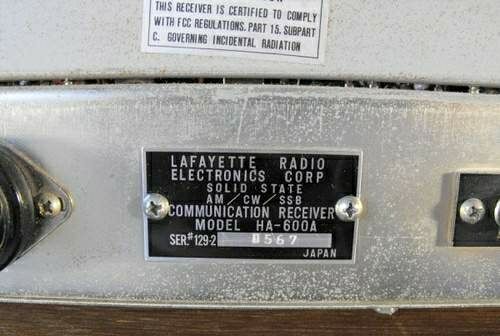 THIS RECEIVER IS CERTIFIED TO COMPLY
WITH FCC REGULATIONS. PART 15, SUBPART
C. GOVERNING INCIDENTAL RADIATION
LAFAYETTE RADIO
ELECTRONICS CORP
SOLID STATE
AM/CW/SSB
COMMUNICATION RECEIVER
MODEL HA-600A
SER.# 129-2 0567
JAPAN